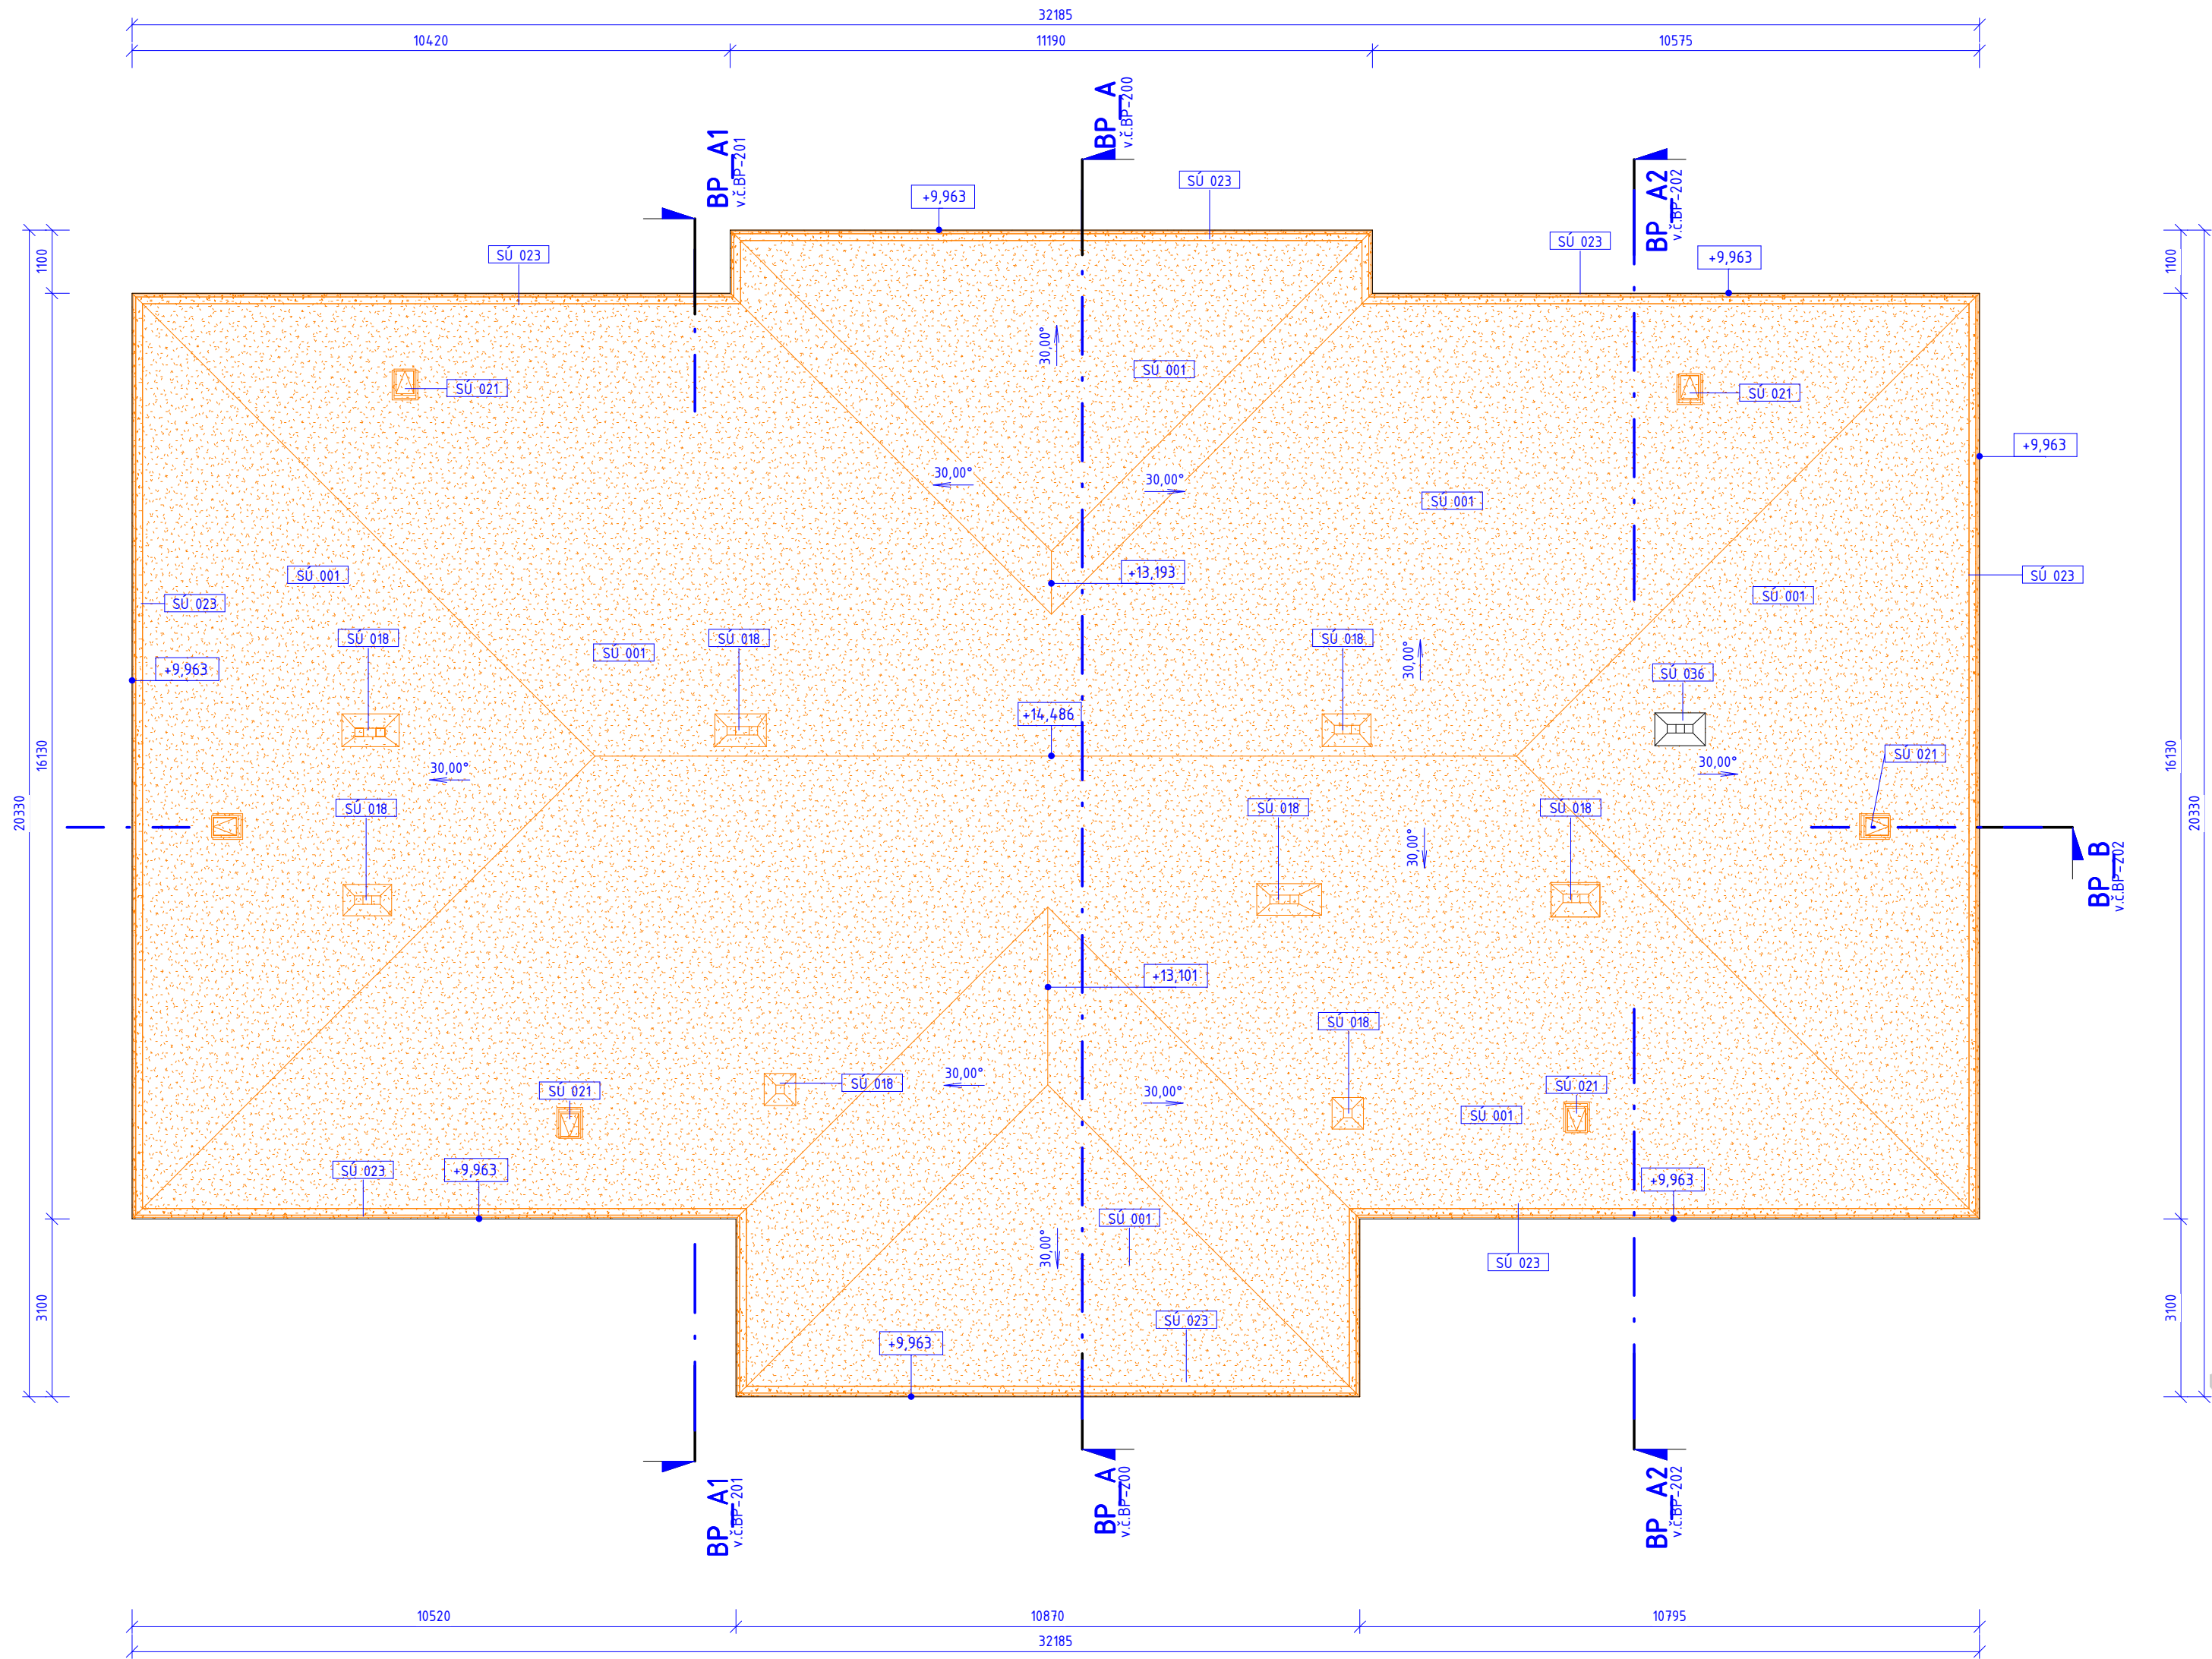 32185
10420
11190
10575
BP_A1
v.č.BP-201
BP_A
v.č.BP-200
BP_A2
v.č.BP-202
+9,963
SÚ 023
SÚ 023
SÚ 023
+9,963
1100
1100
SÚ 021
30,00°
SÚ 001
SÚ 021
+9,963
30,00°
30,00°
SÚ 001
SÚ 001
+13,193
SÚ 023
SÚ 023
SÚ 001
SÚ 018
SÚ 001
SÚ 018
SÚ 018
30,00°
+9,963
SÚ 036
+14,486
16130
16130
30,00°
30,00°
SÚ 021
20330
20330
SÚ 018
SÚ 018
SÚ 018
30,00°
BP_B
v.č.BP-202
+13,101
SÚ 018
SÚ 021
SÚ 018
30,00°
30,00°
SÚ 021
SÚ 001
SÚ 023
+9,963
+9,963
SÚ 001
30,00°
SÚ 023
3100
3100
SÚ 023
+9,963
BP_A1
v.č.BP-201
BP_A
v.č.BP-200
BP_A2
v.č.BP-202
10520
10870
10795
32185